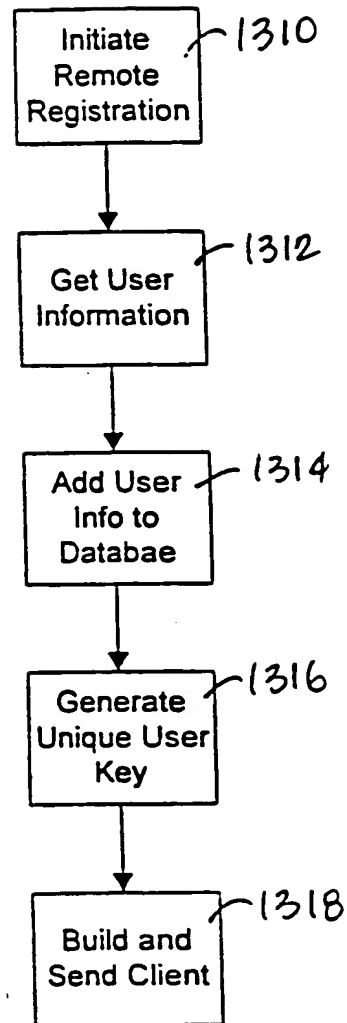 Initiate
Remote
Registration
1310
Get User
Information
1312
Add User
Info to
Databae
1314
Generate
Unique User
Key
1316
Build and
Send Client
1318